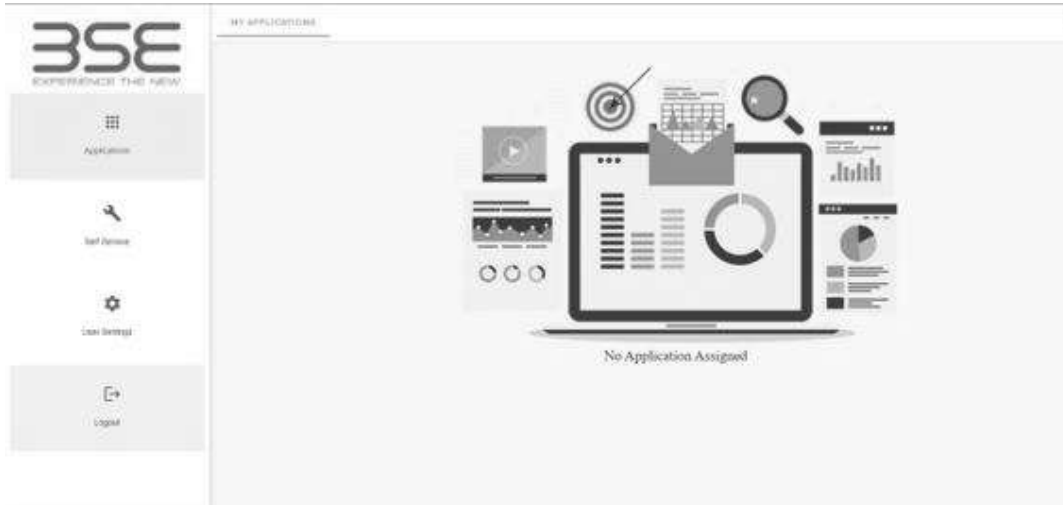 BSE
EXPERIENCE THE NEW
MY APPLICATIONS
Applications
Self Service
User Settings
Logout
No Application Assigned